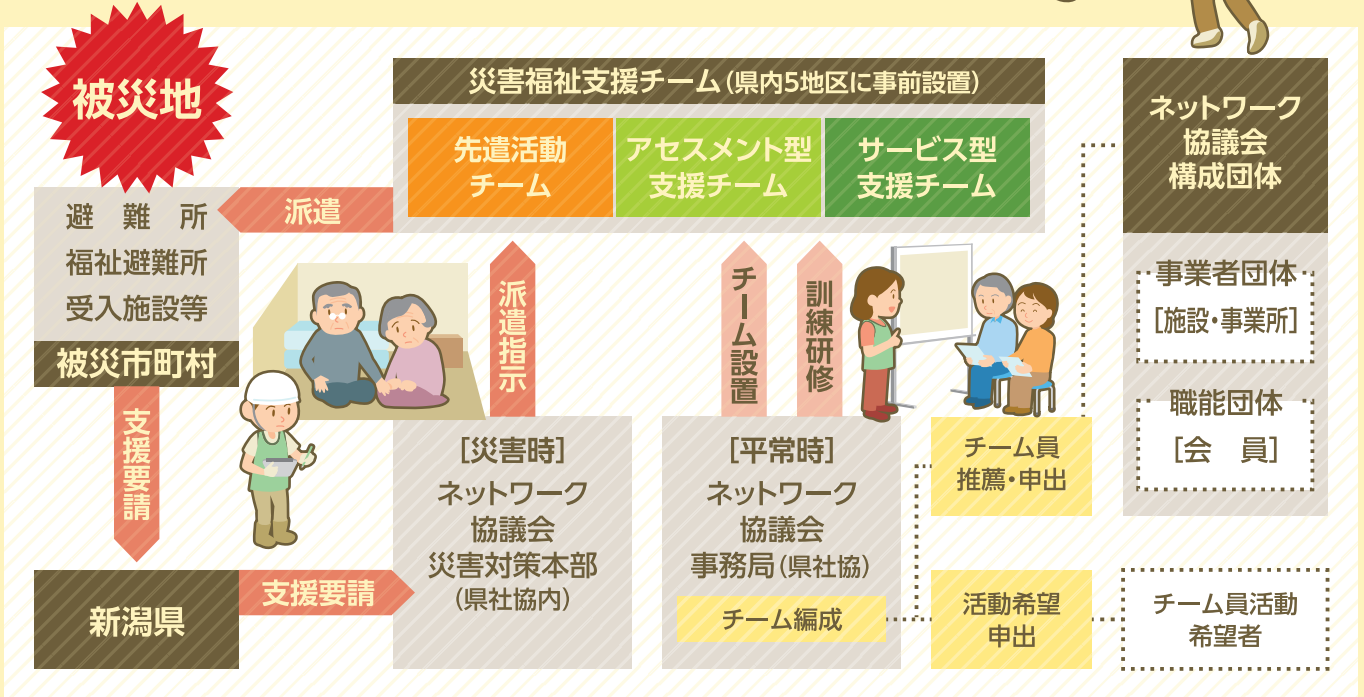 被災地
避　難　所
福祉避難所
受入施設等
被災市町村
支援要請
新潟県
支援要請
派遣
災害福祉支援チーム（県内5地区に事前設置）
先遣活動
チーム
アセスメント型
支援チーム
サービス型
支援チーム
派遣指示
チーム設置
訓練研修
［災害時］
ネットワーク
協議会
災害対策本部
（県社協内）
［平常時］
ネットワーク
協議会
事務局（県社協）
チーム編成
チーム員
推薦・申出
活動希望
申出
ネットワーク
協議会
構成団体
事業者団体
［施設・事業所］
職能団体
［会　員］
チーム員活動
希望者